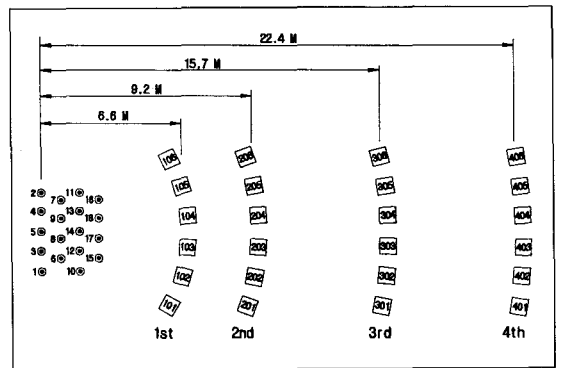 22.4 M
15.7 M
9.2 M
6.6 M
106 206 306 406
2 11 7 16 105 205 305 405
4 13 9 18 104 204 304 404
5 14 8 17 103 203 303 403
3 12 6 15 102 202 302 402
1 10 101 201 301 401
1st 2nd 3rd 4th